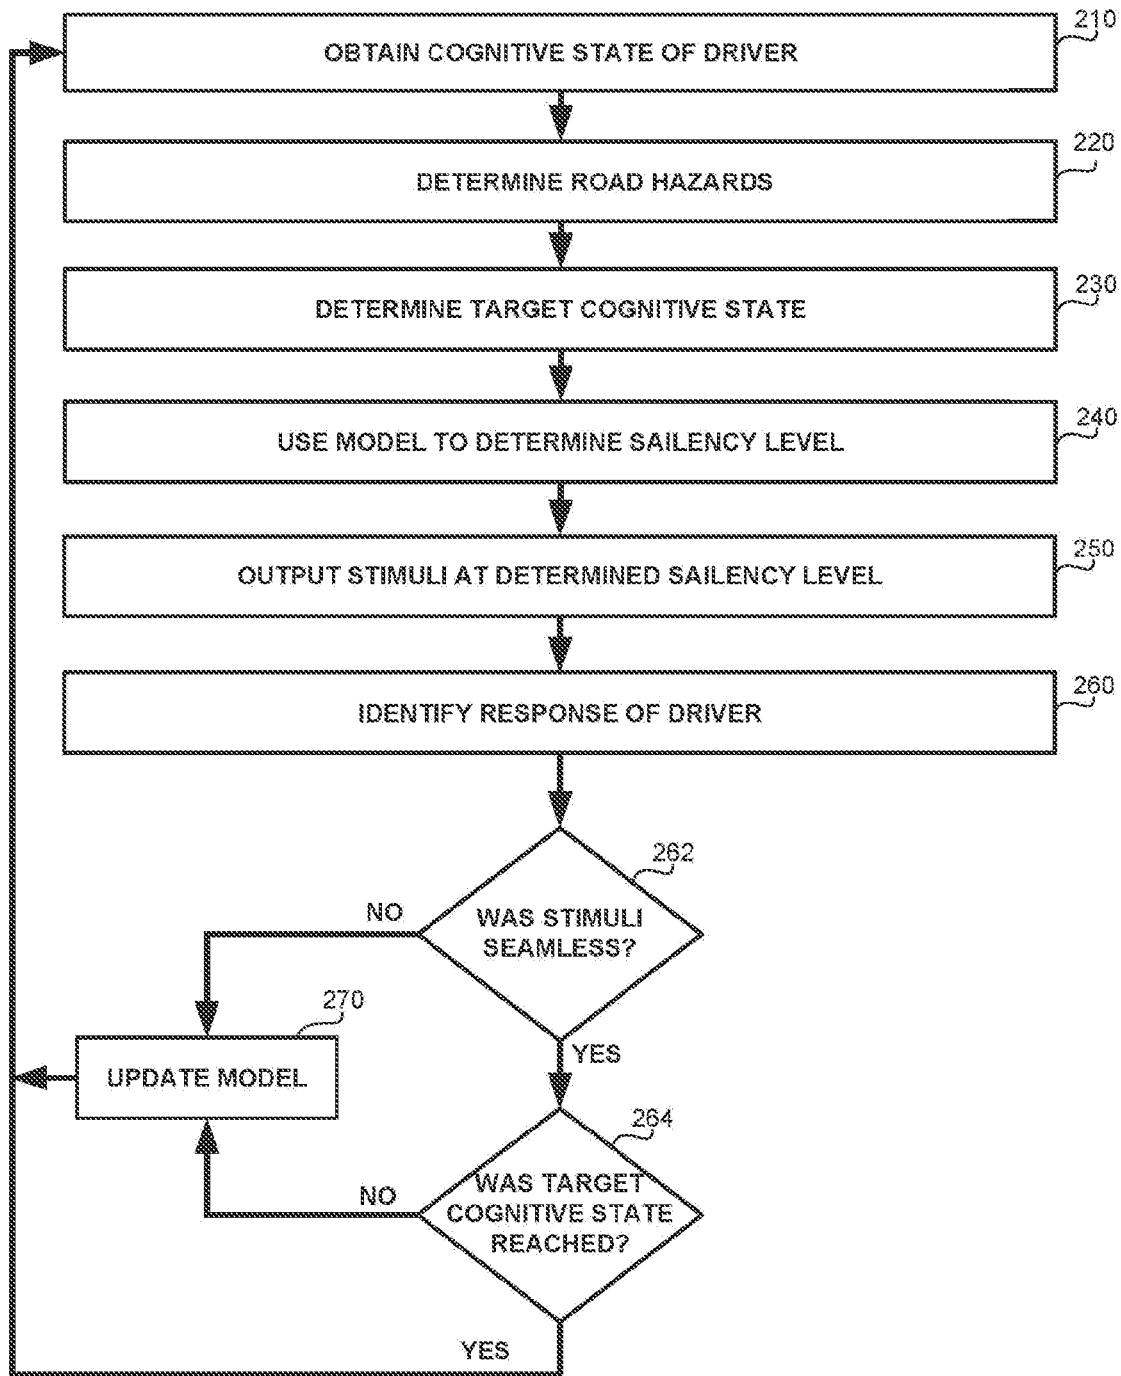 210
OBTAIN COGNITIVE STATE OF DRIVER
220
DETERMINE ROAD HAZARDS
230
DETERMINE TARGET COGNITIVE STATE
240
USE MODEL TO DETERMINE SAILENCY LEVEL
250
OUTPUT STIMULI AT DETERMINED SAILENCY LEVEL
260
IDENTIFY RESPONSE OF DRIVER
262
NO
WAS STIMULI
SEAMLESS?
270
YES
UPDATE MODEL
264
NO
WAS TARGET
COGNITIVE STATE
REACHED?
YES